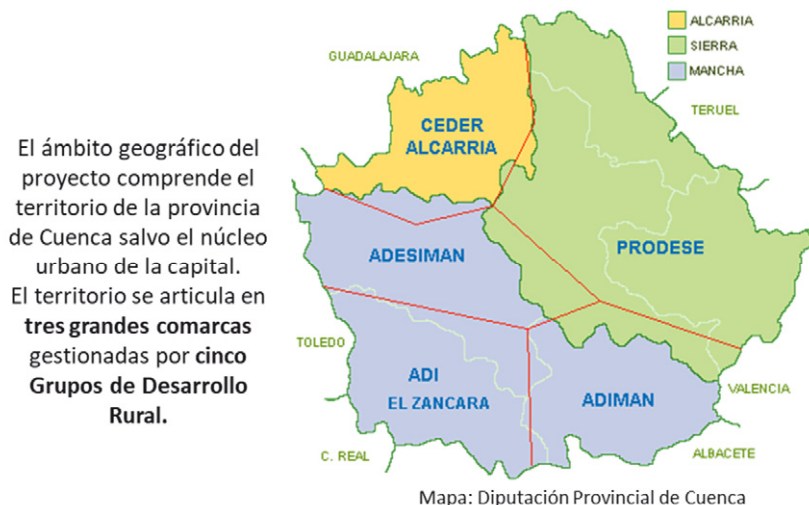 El ámbito geográfico del
proyecto comprende el
territorio de la provincia
de Cuenca salvo el núcleo
urbano de la capital.
El territorio se articula en
tres grandes comarcas
gestionadas por cinco
Grupos de Desarrollo
Rural.
ALCARRIA
SIERRA
MANCHA
GUADALAJARA
TERUEL
CEDER
ALCARRIA
ADESIMAN
PRODESE
TOLEDO
ADI
EL ZANCARA
ADIMAN
VALENCIA
C. REAL
ALBACETE
Mapa: Diputación Provincial de Cuenca